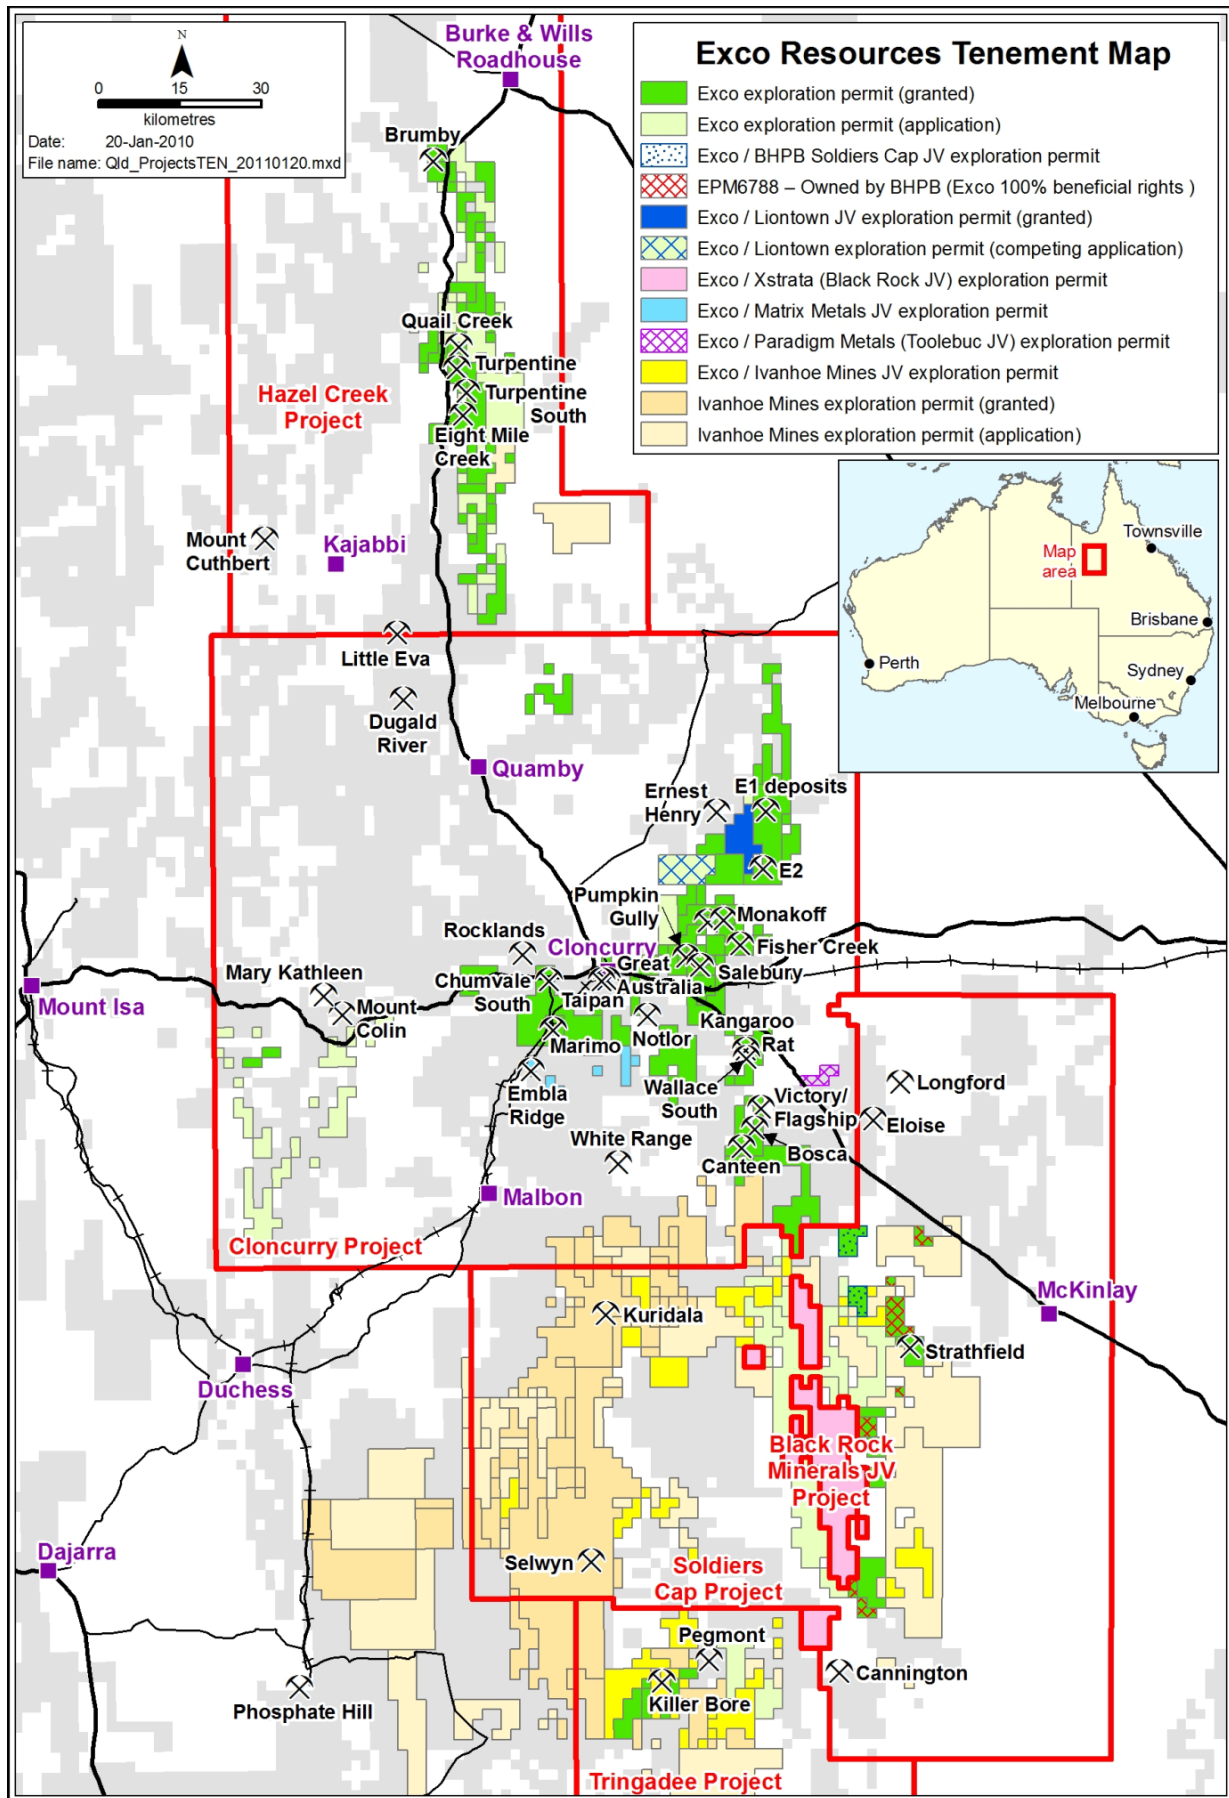 N
0 15 30
kilometres
Date: 20-Jan-2010
File name: Qld_ProjectsTEN_20110120.mxd
Burke & Wills
Roadhouse
Exco Resources Tenement Map
Exco exploration permit (granted)
Exco exploration permit (application)
Exco / BHPB Soldiers Cap JV exploration permit
EPM6788 – Owned by BHPB (Exco 100% beneficial rights )
Exco / Liontown JV exploration permit (granted)
Exco / Liontown exploration permit (competing application)
Exco / Xstrata (Black Rock JV) exploration permit
Exco / Matrix Metals JV exploration permit
Exco / Paradigm Metals (Toolebuc JV) exploration permit
Exco / Ivanhoe Mines JV exploration permit
Ivanhoe Mines exploration permit (granted)
Ivanhoe Mines exploration permit (application)
Brumby
Quail Creek
Turpentine
Turpentine
South
Eight Mile
Creek
Hazel Creek
Project
Mount
Cuthbert
Kajabbi
Townsville
Map
area
Brisbane
Perth
Sydney
Melbourne
Little Eva
Dugald
River
Quamby
Ernest
Henry
E1 deposits
E2
Pumpkin
Gully
Monakoff
Fisher Creek
Rocklands
Cloncurry
Great
Australia
Salebury
Mary Kathleen
Mount
Colin
Mount Isa
Chumvale
South
Taipan
Marimo
Notlor
Kangaroo
Rat
Wallace
South
Longford
Embla
Ridge
Victory/
Flagship
Eloise
White Range
Bosca
Canteen
Malbon
Cloncurry Project
McKinlay
Kuridala
Strathfield
Duchess
Black Rock
Minerals JV
Project
Dajarra
Selwyn
Soldiers
Cap Project
Pegmont
Cannington
Phosphate Hill
Killer Bore
Tringadee Project